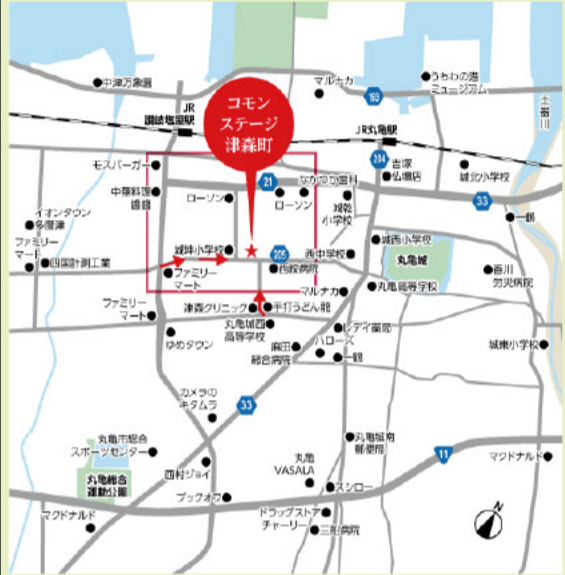 中津万象園
マルナカ
うちわの港
ミュージアム
193
土器川
コモン
ステージ
津森町
JR
讃岐塩屋駅
JR丸亀駅
204
吉塚
仏壇店
城北小学校
モスバーガー
中華料理
21
なかつか歯科
33
ローソン
ローソン
城乾
小学校
一鶴
イオンタウン
多度津
ファミリー
マート
四国計測工業
城坤小学校
205
西中学校
城西小学校
丸亀城
ファミリー
マート
西紋病院
香川
労災病院
マルナカ
丸亀高等学校
ファミリー
マート
津森クリニック
手打うどん龍
丸亀城西
高等学校
レデイ薬局
ゆめタウン
麻田
総合病院
ハローズ
一鶴
城東小学校
カメラの
キタムラ
33
丸亀市総合
スポーツセンター
丸亀城南
郵便局
11
マクドナルド
西村ジョイ
丸亀
VASALA
丸亀総合
運動公園
スシロー
ブックオフ
マクドナルド
ドラッグストア
チャーリー
三船病院
N